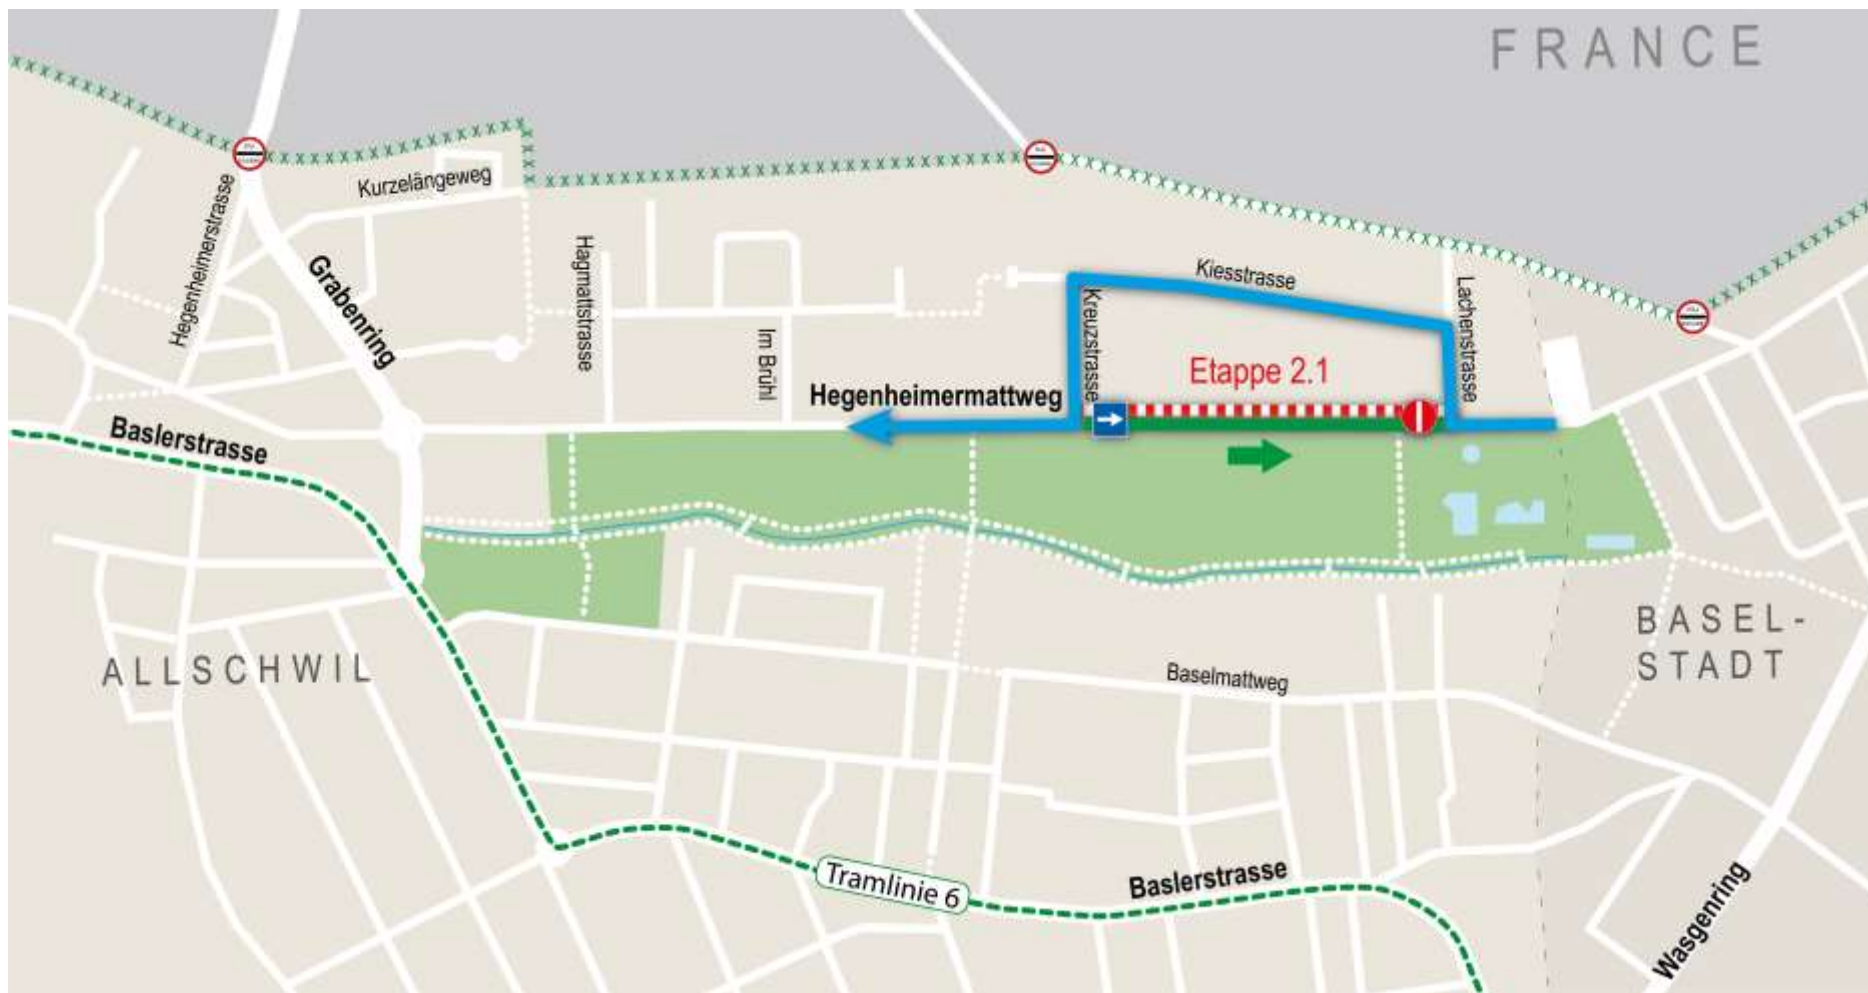 FRANCE
Kurzelängeweg
Hegenheimerstrasse
Grabenring
Hagmattstrasse
Im Brühl
Kiesstrasse
Kreuzstrasse
Lachenstrasse
Etappe 2.1
Hegenheimermattweg
Baslerstrasse
ALLSCHWIL
BASEL-
STADT
Baselmattweg
Tramlinie 6
Baslerstrasse
Wasgenring